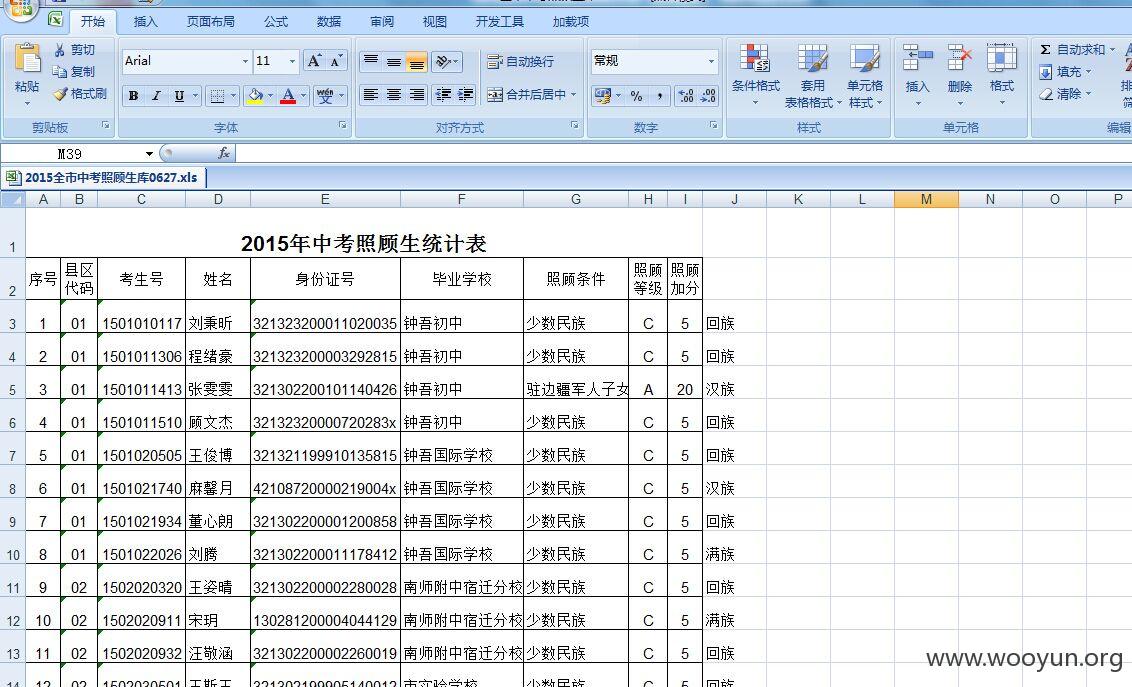 开始 插入 页面布局 公式 数据 审阅 视图 开发工具 加载项
粘贴 剪切 复制 格式刷 剪贴板
Arial 11 B I U 字体
自动换行 合并后居中 对齐方式
常规 % , 数字
条件格式 套用表格格式 单元格样式 样式
插入 删除 格式 单元格
Σ 自动求和 填充 清除 编辑
M39 fx
2015全市中考照顾生库0627.xls
A B C D E F G H I J K L M N O P
1 2015年中考照顾生统计表
2 序号 县区代码 考生号 姓名 身份证号 毕业学校 照顾条件 照顾等级 照顾加分
3 1 01 1501010117 刘秉昕 321323200011020035 钟吾初中 少数民族 C 5 回族
4 2 01 1501011306 程绪豪 321323200003292815 钟吾初中 少数民族 C 5 回族
5 3 01 1501011413 张雯雯 321302200101140426 钟吾初中 驻边疆军人子女 A 20 汉族
6 4 01 1501011510 顾文杰 32132320000720283x 钟吾初中 少数民族 C 5 回族
7 5 01 1501020505 王俊博 321321199910135815 钟吾国际学校 少数民族 C 5 回族
8 6 01 1501021740 麻馨月 42108720000219004x 钟吾国际学校 少数民族 C 5 汉族
9 7 01 1501021934 董心朗 321302200001200858 钟吾国际学校 少数民族 C 5 回族
10 8 01 1501022026 刘腾 321302200011178412 钟吾国际学校 少数民族 C 5 满族
11 9 02 1502020320 王姿晴 321302200002280028 南师附中宿迁分校 少数民族 C 5 回族
12 10 02 1502020911 宋玥 130281200004044129 南师附中宿迁分校 少数民族 C 5 满族
13 11 02 1502020932 汪敬涵 321302200002260019 南师附中宿迁分校 少数民族 C 5 回族
www.wooyun.org